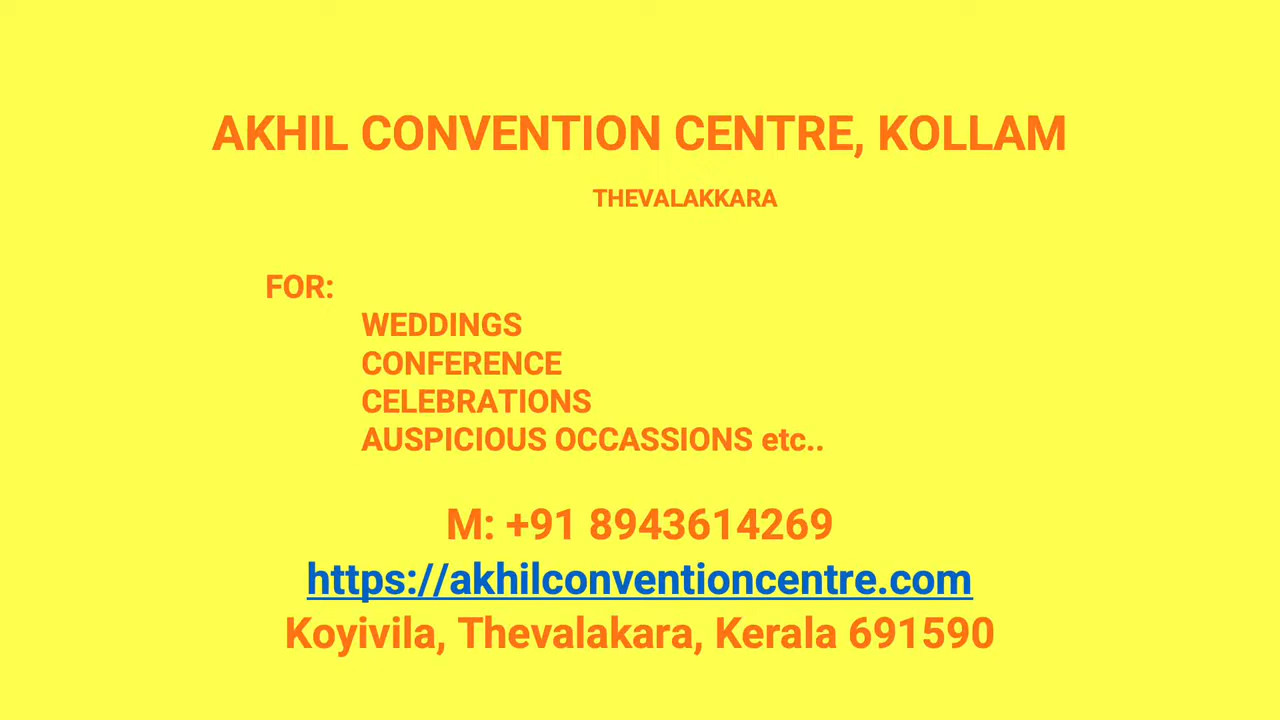 AKHIL CONVENTION CENTRE, KOLLAM
THEVALAKKARA
FOR:
WEDDINGS
CONFERENCE
CELEBRATIONS
AUSPICIOUS OCCASSIONS etc..
M: +91 8943614269
https://akhilconventioncentre.com
Koyivila, Thevalakara, Kerala 691590